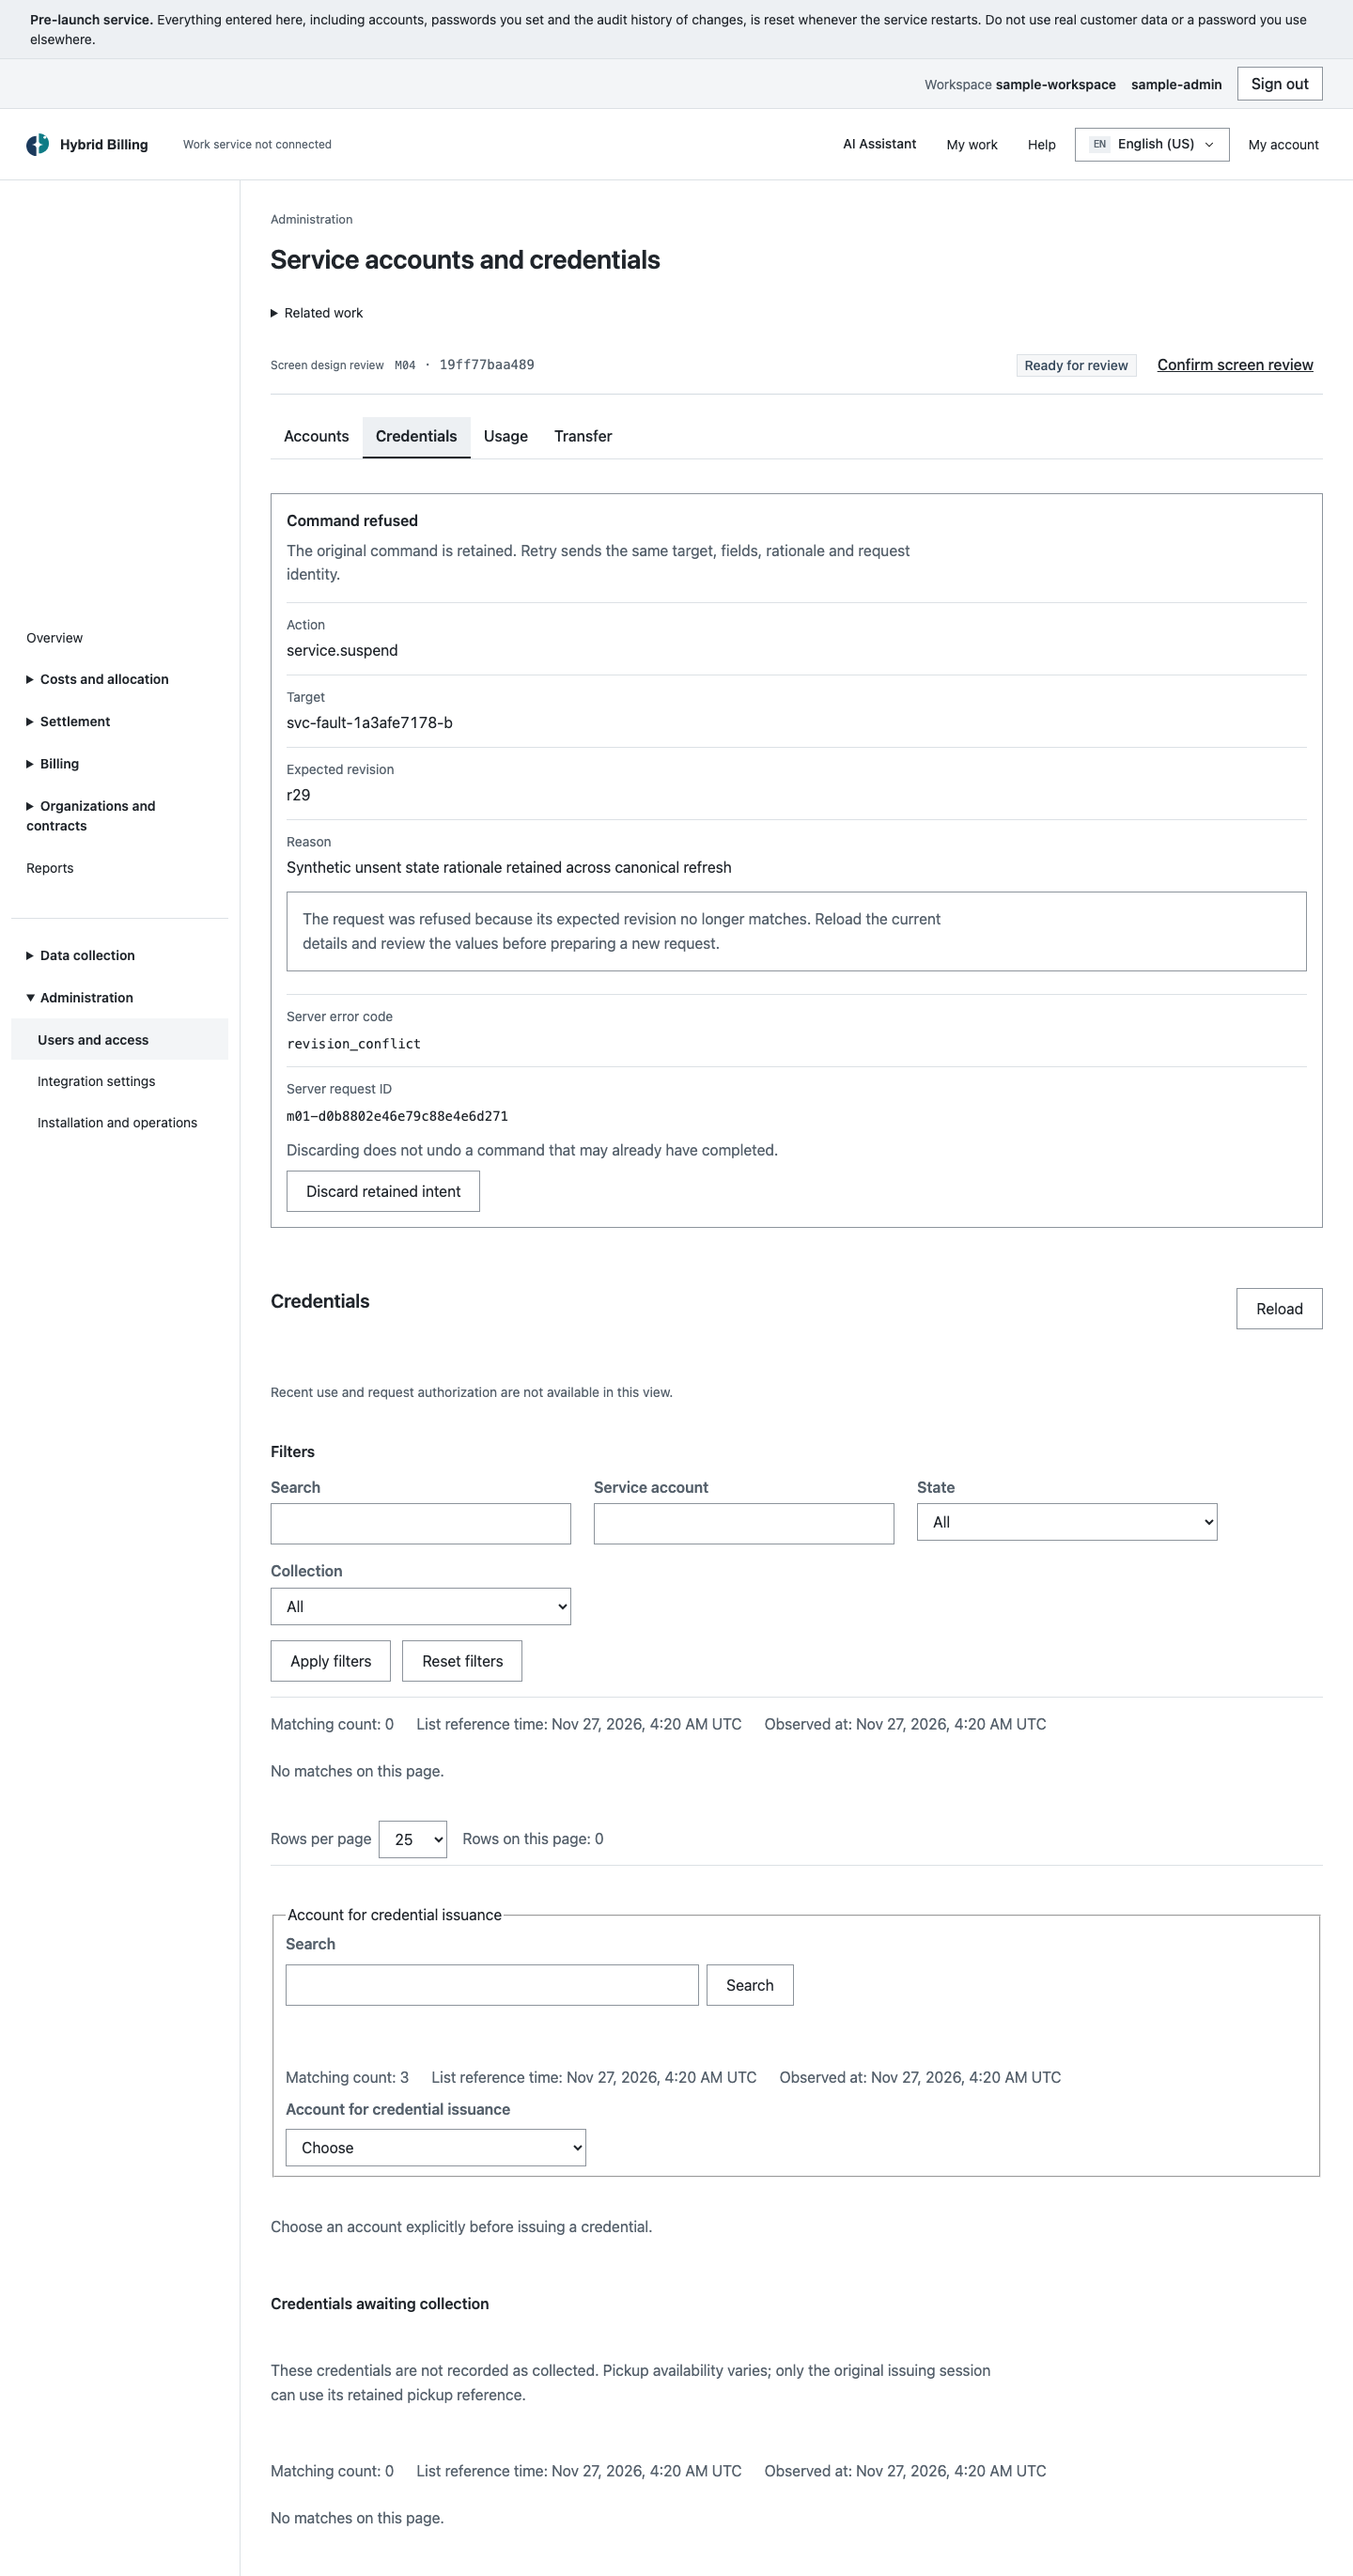 Pre-launch service. Everything entered here, including accounts, passwords you set and the audit history of changes, is reset whenever the service restarts. Do not use real customer data or a password you use
elsewhere.
Workspace sample-workspace sample-admin Sign out
Hybrid Billing Work service not connected AI Assistant My work Help EN English (US) My account
Administration
Service accounts and credentials
Related work
Screen design review M04 · 19ff77baa489 Ready for review Confirm screen review
Accounts Credentials Usage Transfer
Command refused
The original command is retained. Retry sends the same target, fields, rationale and request
identity.
Action
service.suspend
Target
svc-fault-1a3afe7178-b
Expected revision
r29
Reason
Synthetic unsent state rationale retained across canonical refresh
The request was refused because its expected revision no longer matches. Reload the current
details and review the values before preparing a new request.
Server error code
revision_conflict
Server request ID
m01-d0b8802e46e79c88e4e6d271
Discarding does not undo a command that may already have completed.
Discard retained intent
Overview
Costs and allocation
Settlement
Billing
Organizations and
contracts
Reports
Data collection
Administration
Users and access
Integration settings
Installation and operations
Credentials Reload
Recent use and request authorization are not available in this view.
Filters
Search Service account State
All
Collection
All
Apply filters Reset filters
Matching count: 0 List reference time: Nov 27, 2026, 4:20 AM UTC Observed at: Nov 27, 2026, 4:20 AM UTC
No matches on this page.
Rows per page 25 Rows on this page: 0
Account for credential issuance
Search
Search
Matching count: 3 List reference time: Nov 27, 2026, 4:20 AM UTC Observed at: Nov 27, 2026, 4:20 AM UTC
Account for credential issuance
Choose
Choose an account explicitly before issuing a credential.
Credentials awaiting collection
These credentials are not recorded as collected. Pickup availability varies; only the original issuing session
can use its retained pickup reference.
Matching count: 0 List reference time: Nov 27, 2026, 4:20 AM UTC Observed at: Nov 27, 2026, 4:20 AM UTC
No matches on this page.